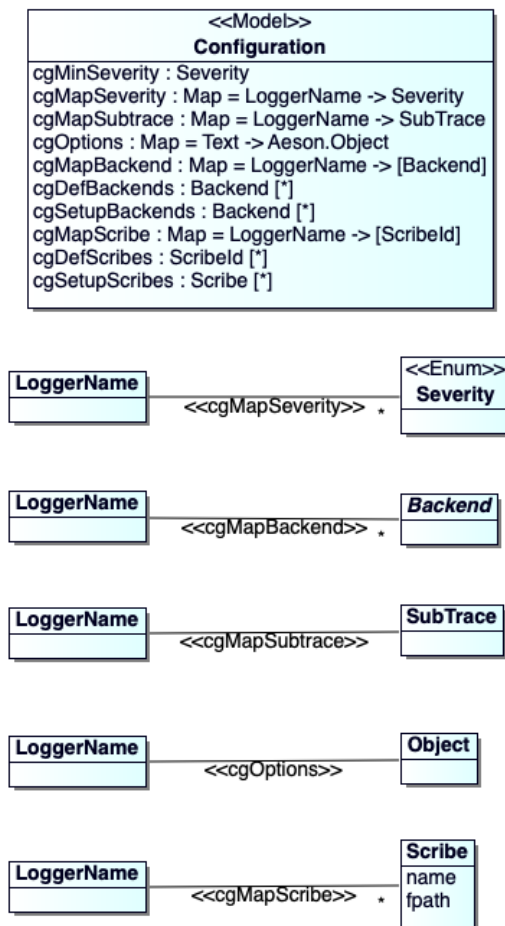 <<Model>>
Configuration
cgMinSeverity : Severity
cgMapSeverity : Map = LoggerName -> Severity
cgMapSubtrace : Map = LoggerName -> SubTrace
cgOptions : Map = Text -> Aeson.Object
cgMapBackend : Map = LoggerName -> [Backend]
cgDefBackends : Backend [*]
cgSetupBackends : Backend [*]
cgMapScribe : Map = LoggerName -> [ScribeId]
cgDefScribes : ScribeId [*]
cgSetupScribes : Scribe [*]
LoggerName
<<cgMapSeverity>> *
<<Enum>>
Severity
LoggerName
<<cgMapBackend>> *
Backend
LoggerName
<<cgMapSubtrace>>
SubTrace
LoggerName
<<cgOptions>>
Object
LoggerName
<<cgMapScribe>> *
Scribe
name
fpath